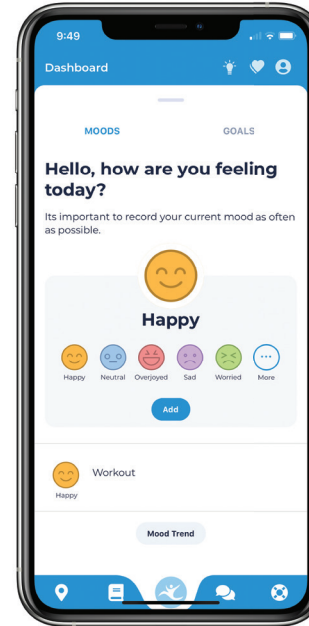 9:49
Dashboard
MOODS
GOALS
Hello, how are you feeling
today?
Its important to record your current mood as often
as possible.
Happy
Happy Neutral Overjoyed Sad Worried More
Add
Workout
Happy
Mood Trend